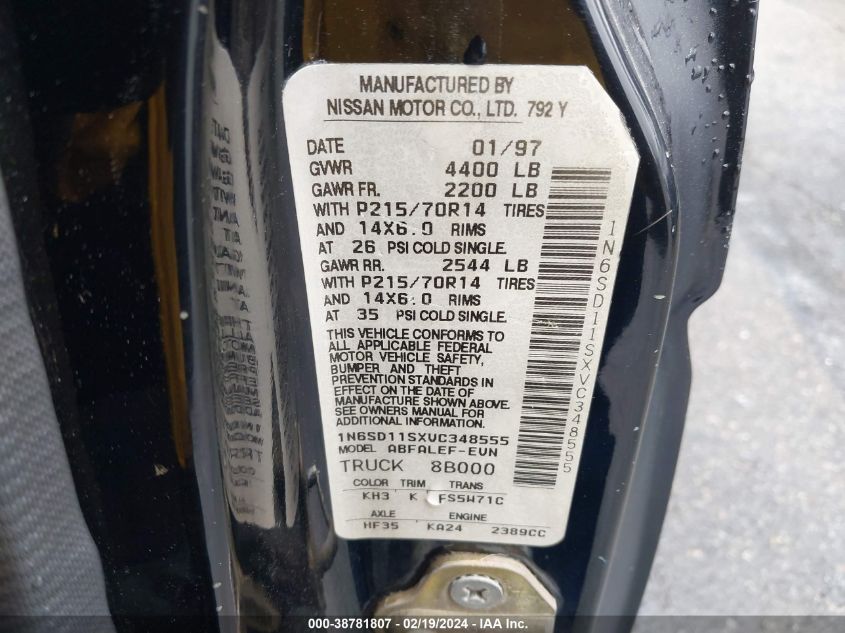 MANUFACTURED BY
NISSAN MOTOR CO., LTD. 792 Y
DATE 01/97
GVWR 4400 LB
GAWR FR. 2200 LB
WITH P215/70R14 TIRES
AND 14X6.0 RIMS
AT 26 PSI COLD SINGLE.
GAWR RR. 2544 LB
WITH P215/70R14 TIRES
AND 14X6.0 RIMS
AT 35 PSI COLD SINGLE.
THIS VEHICLE CONFORMS TO
ALL APPLICABLE FEDERAL
MOTOR VEHICLE SAFETY,
BUMPER AND THEFT
PREVENTION STANDARDS IN
EFFECT ON THE DATE OF
MANUFACTURE SHOWN ABOVE.
SEE OWNERS MANUAL FOR
ADDITIONAL INFORMATION.
1N6SD11SXVC348555
MODEL ABFALEF-EVN
TRUCK 8B000
COLOR TRIM TRANS
KH3 K FS5W71C
AXLE ENGINE
HF35 KA24 2389CC
1N6SD11SXVC348555
000-38781807 - 02/19/2024 - IAA Inc.